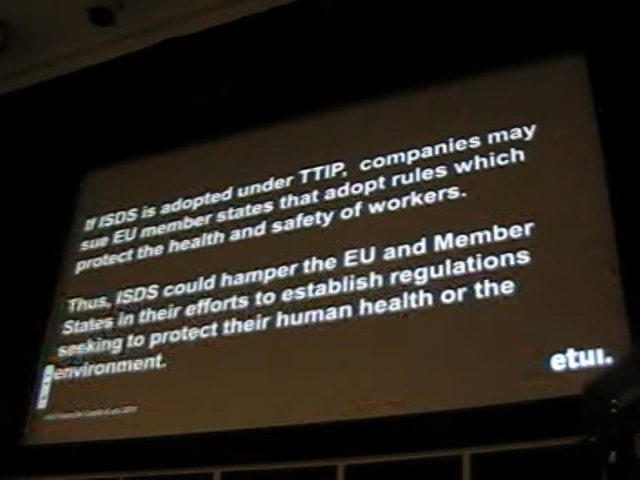 If ISDS is adopted under TTIP, companies may
sue EU member states that adopt rules which
protect the health and safety of workers.
Thus, ISDS could hamper the EU and Member
States in their efforts to establish regulations
seeking to protect their human health or the
environment.
etui.